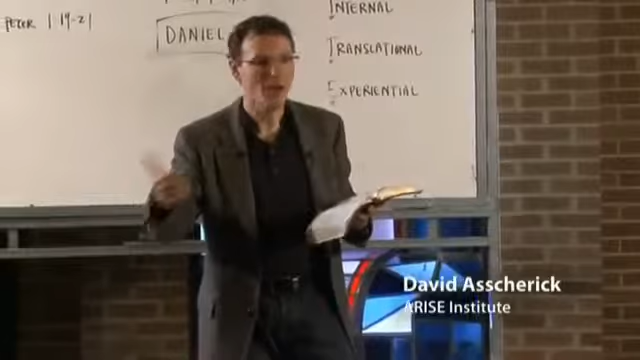 PETER 1 19-21
DANIEL
INTERNAL
TRANSLATIONAL
EXPERIENTIAL
David Asscherick
ARISE Institute